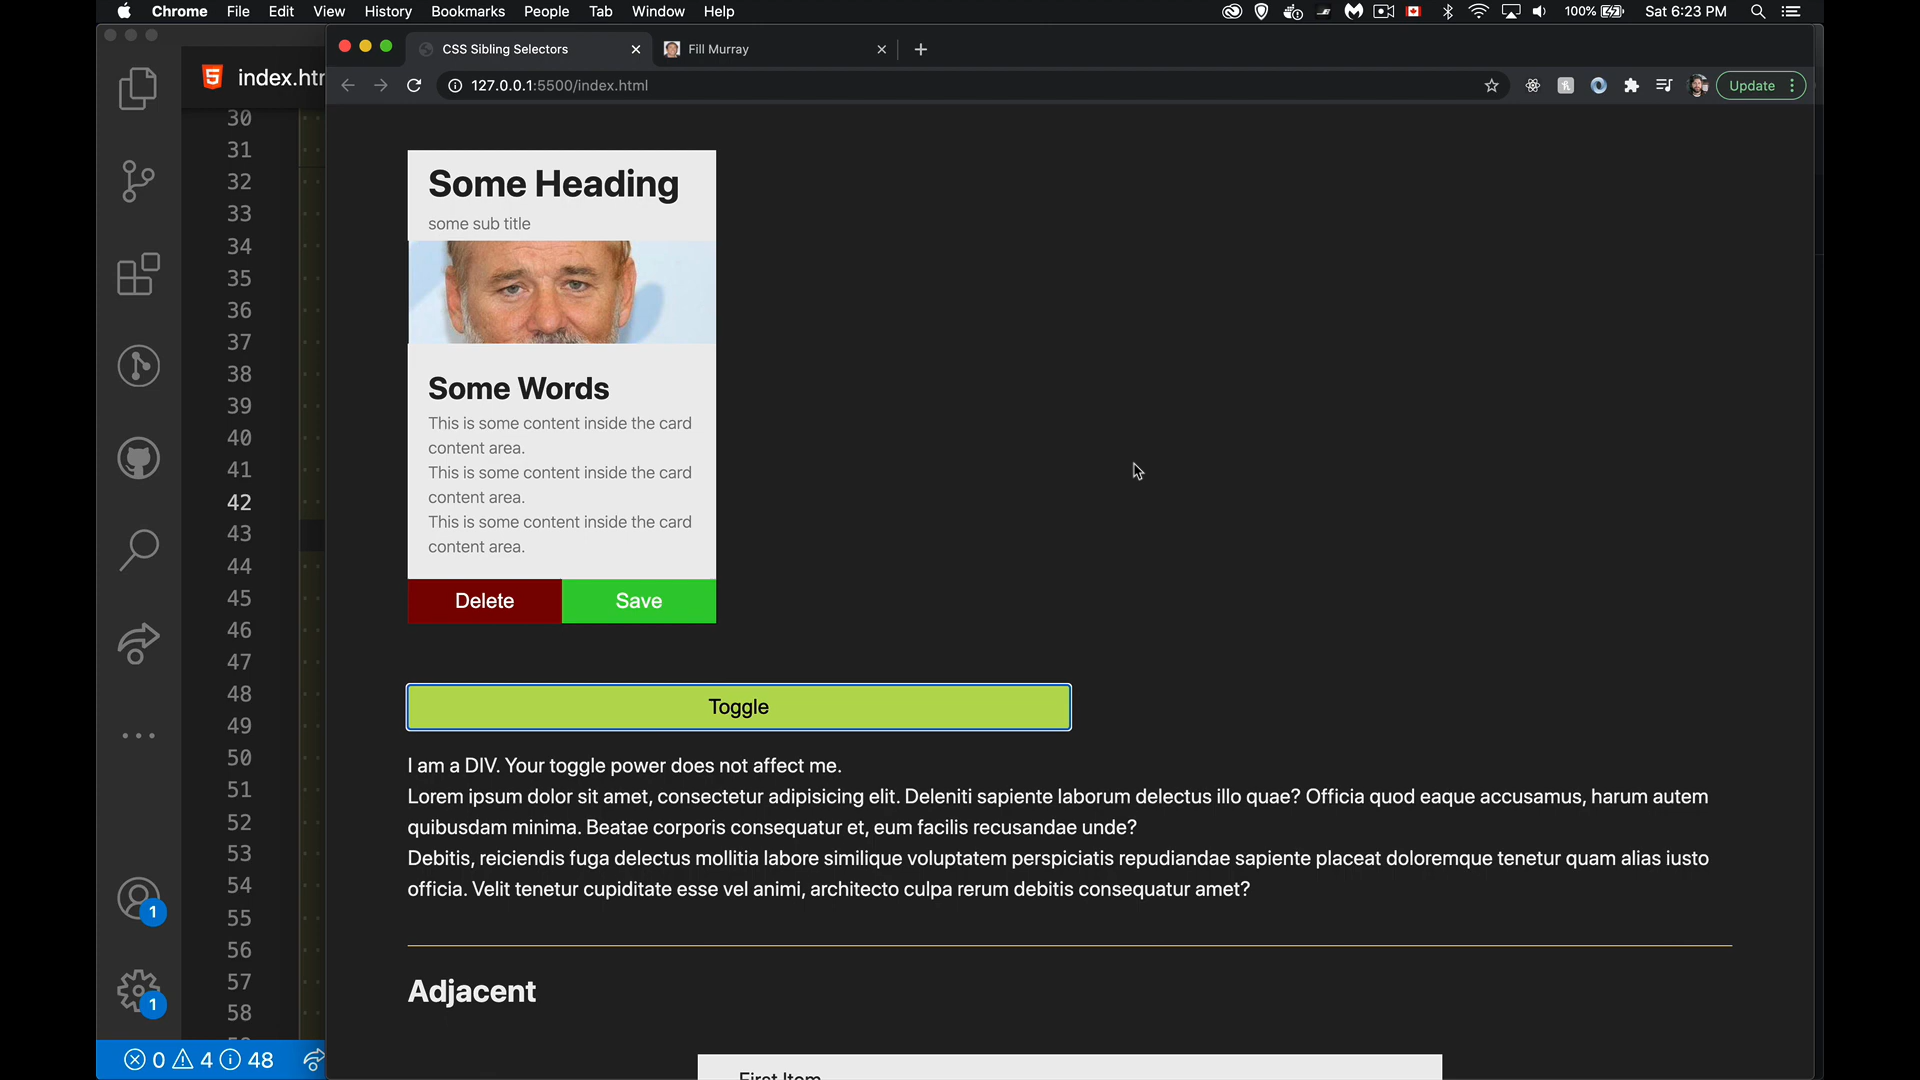 Chrome File Edit View History Bookmarks People Tab Window Help 100% Sat 6:23 PM
CSS Sibling Selectors Fill Murray
index.htm
127.0.0.1:5500/index.html Update
30
31
32
33
34
35
36
37
38
39
40
41
42
43
44
45
46
47
48
49
50
51
52
53
54
55
56
57
58
Some Heading
some sub title
Some Words
This is some content inside the card
content area.
This is some content inside the card
content area.
This is some content inside the card
content area.
Delete Save
Toggle
I am a DIV. Your toggle power does not affect me.
Lorem ipsum dolor sit amet, consectetur adipisicing elit. Deleniti sapiente laborum delectus illo quae? Officia quod eaque accusamus, harum autem
quibusdam minima. Beatae corporis consequatur et, eum facilis recusandae unde?
Debitis, reiciendis fuga delectus mollitia labore similique voluptatem perspiciatis repudiandae sapiente placeat doloremque tenetur quam alias iusto
officia. Velit tenetur cupiditate esse vel animi, architecto culpa rerum debitis consequatur amet?
Adjacent
First Item
1
1
0 4 48